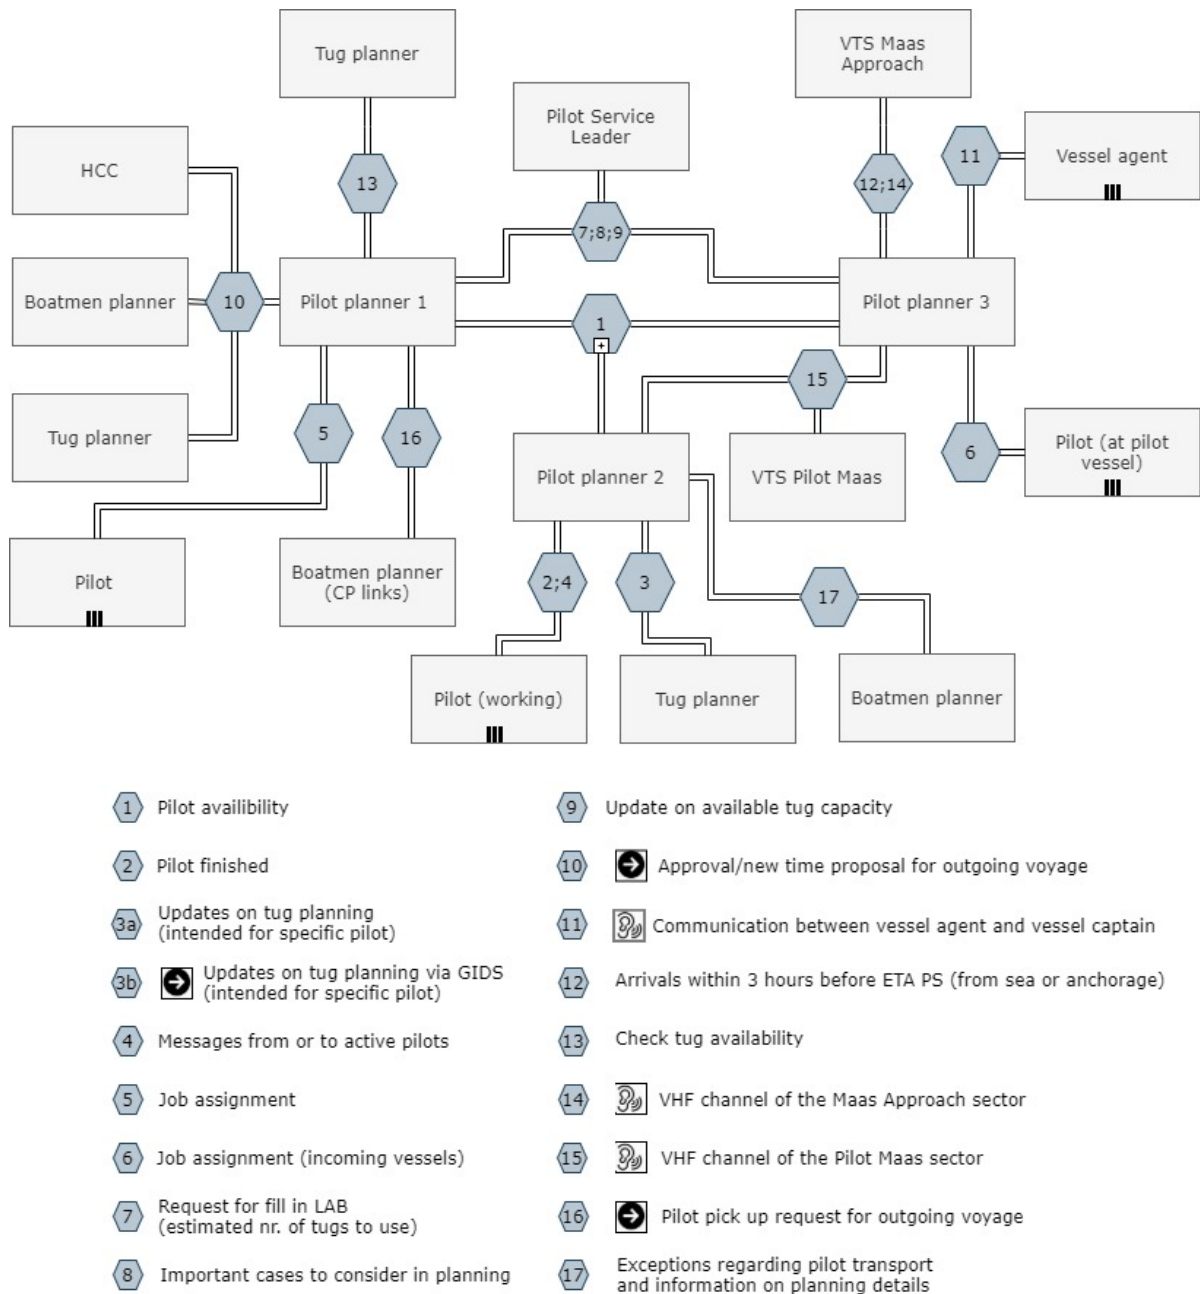 Tug planner
VTS Maas
Approach
Pilot Service
Leader
HCC
13
12;14
11
Vessel agent
7;8;9
Boatmen planner
10
Pilot planner 1
1
+
Pilot planner 3
15
Tug planner
5
16
Pilot planner 2
VTS Pilot Maas
6
Pilot (at pilot
vessel)
Pilot
Boatmen planner
(CP links)
2;4
3
17
Pilot (working)
Tug planner
Boatmen planner
1 Pilot availibility
2 Pilot finished
3a Updates on tug planning
(intended for specific pilot)
3b Updates on tug planning via GIDS
(intended for specific pilot)
4 Messages from or to active pilots
5 Job assignment
6 Job assignment (incoming vessels)
7 Request for fill in LAB
(estimated nr. of tugs to use)
8 Important cases to consider in planning
9 Update on available tug capacity
10 Approval/new time proposal for outgoing voyage
11 Communication between vessel agent and vessel captain
12 Arrivals within 3 hours before ETA PS (from sea or anchorage)
13 Check tug availability
14 VHF channel of the Maas Approach sector
15 VHF channel of the Pilot Maas sector
16 Pilot pick up request for outgoing voyage
17 Exceptions regarding pilot transport
and information on planning details